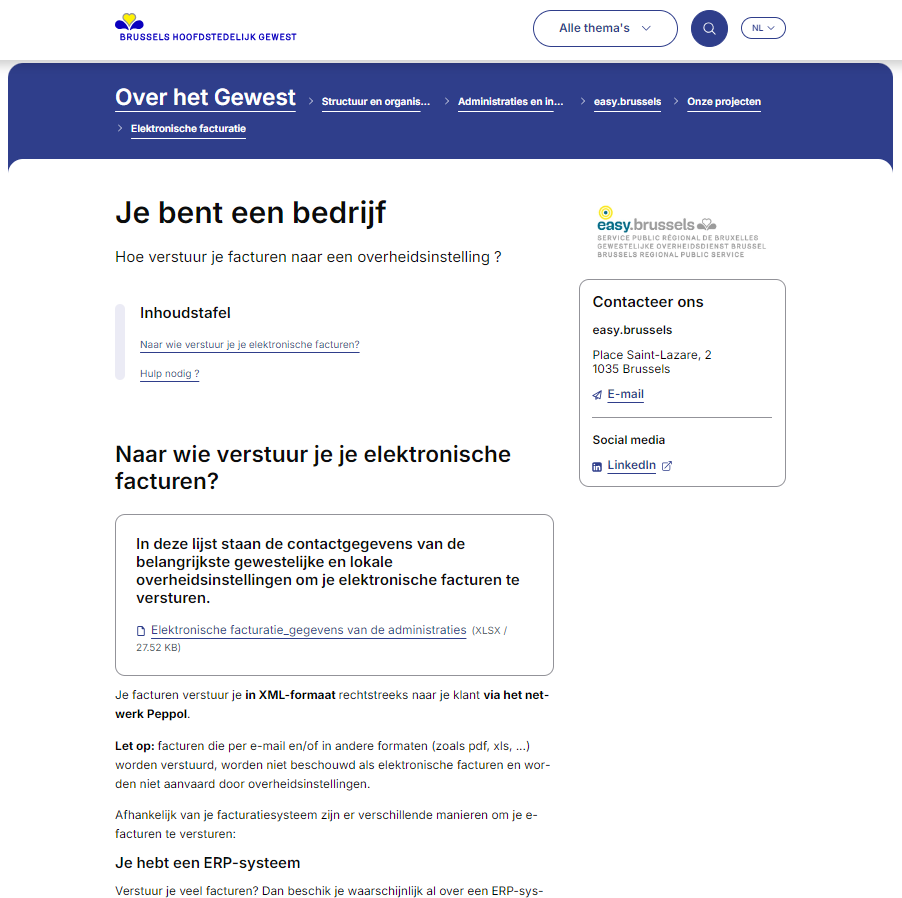 BRUSSELS HOOFDSTEDELIJK GEWEST
Alle thema's
NL
Over het Gewest
Structuur en organis...
Administraties en in...
easy.brussels
Onze projecten
Elektronische facturatie
Je bent een bedrijf
Hoe verstuur je facturen naar een overheidsinstelling ?
Inhoudstafel
Naar wie verstuur je je elektronische facturen?
Hulp nodig ?
easy.brussels
SERVICE PUBLIC RÉGIONAL DE BRUXELLES
GEWESTELIJKE OVERHEIDSDIENST BRUSSEL
BRUSSELS REGIONAL PUBLIC SERVICE
Contacteer ons
easy.brussels
Place Saint-Lazare, 2
1035 Brussels
E-mail
Social media
LinkedIn
Naar wie verstuur je je elektronische
facturen?
In deze lijst staan de contactgegevens van de
belangrijkste gewestelijke en lokale
overheidsinstellingen om je elektronische facturen te
versturen.
Elektronische facturatie_gegevens van de administraties (XLSX /
27.52 KB)
Je facturen verstuur je in XML-formaat rechtstreeks naar je klant via het net-
werk Peppol.
Let op: facturen die per e-mail en/of in andere formaten (zoals pdf, xls, ...)
worden verstuurd, worden niet beschouwd als elektronische facturen en wor-
den niet aanvaard door overheidsinstellingen.
Afhankelijk van je facturatiesysteem zijn er verschillende manieren om je e-
facturen te versturen:
Je hebt een ERP-systeem
Verstuur je veel facturen? Dan beschik je waarschijnlijk al over een ERP-sys-